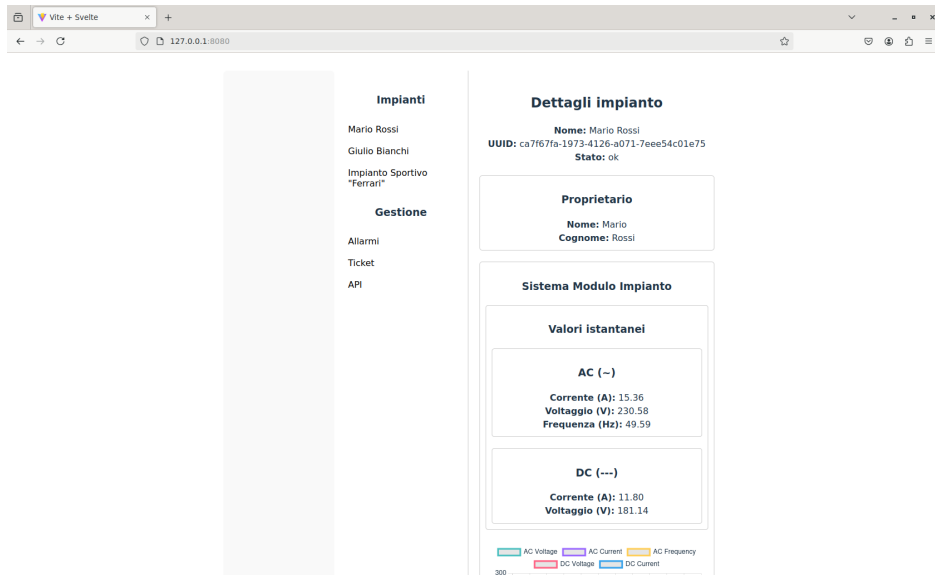 Vite + Svelte
127.0.0.1:8080
Impianti
Mario Rossi
Giulio Bianchi
Impianto Sportivo
"Ferrari"
Gestione
Allarmi
Ticket
API
Dettagli impianto
Nome: Mario Rossi
UUID: ca7f67fa-1973-4126-a071-7eee54c01e75
Stato: ok
Proprietario
Nome: Mario
Cognome: Rossi
Sistema Modulo Impianto
Valori istantanei
AC (~)
Corrente (A): 15.36
Voltaggio (V): 230.58
Frequenza (Hz): 49.59
DC (---)
Corrente (A): 11.80
Voltaggio (V): 181.14
AC Voltage AC Current AC Frequency
DC Voltage DC Current
300